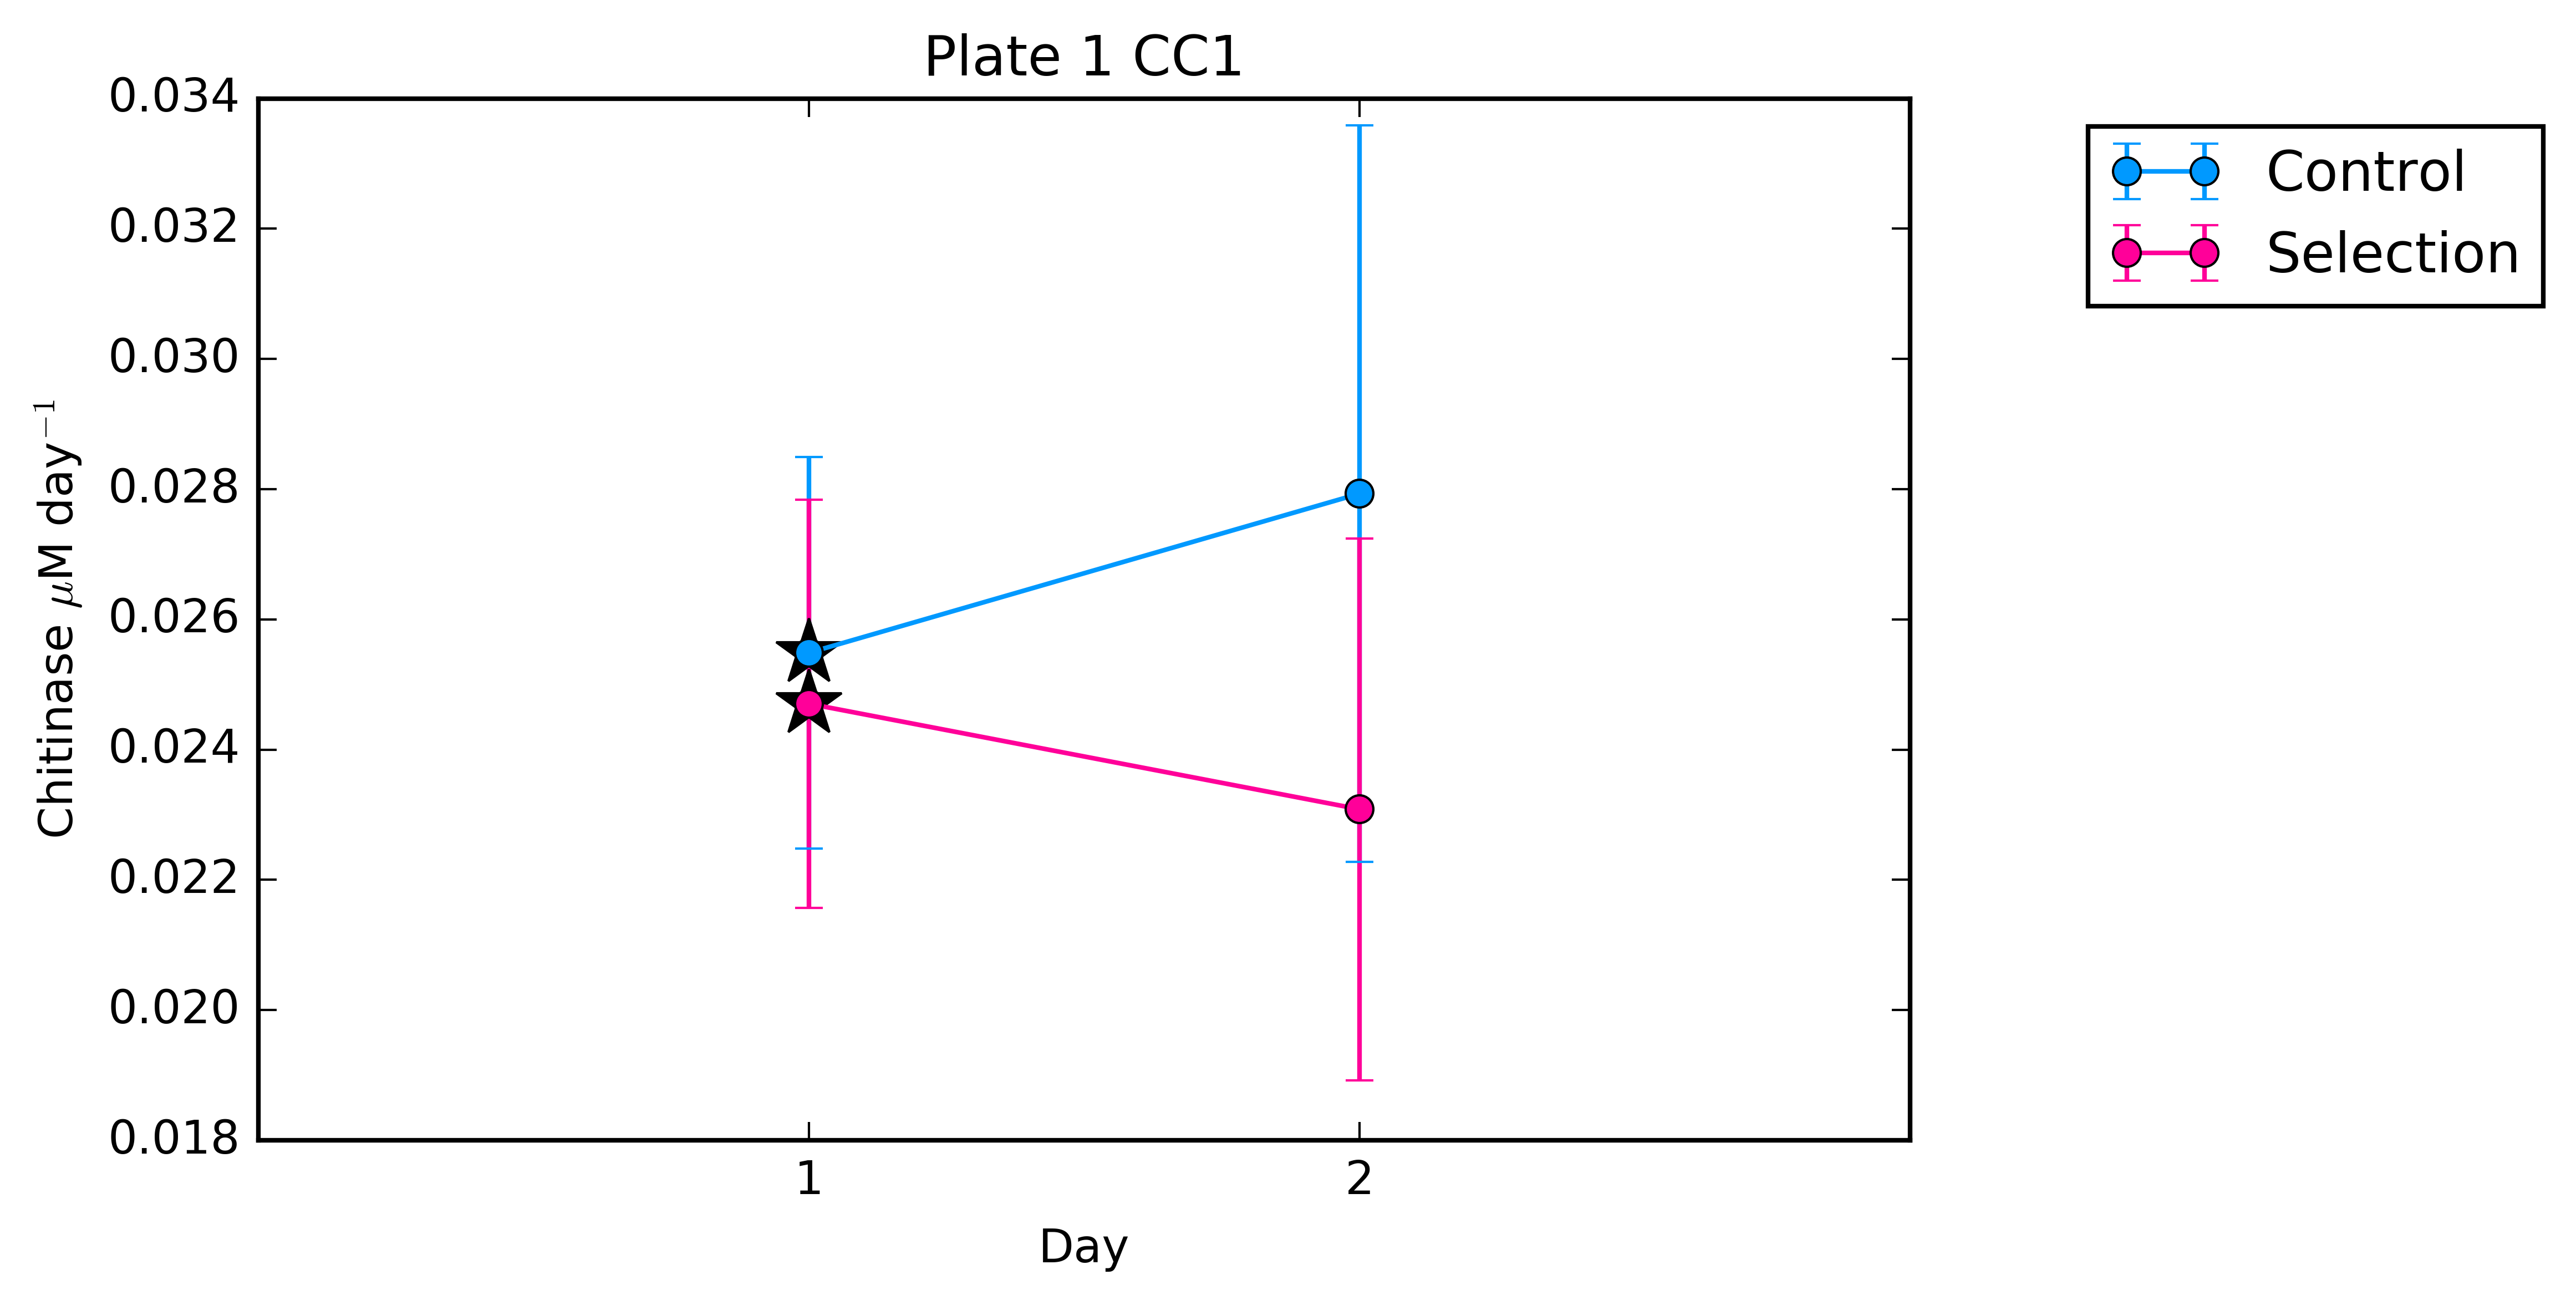 Plate 1 CC1
0.034
0.032
0.030
0.028
0.026
0.024
0.022
0.020
0.018
Chitinase μM day⁻¹
1 2
Day
Control
Selection